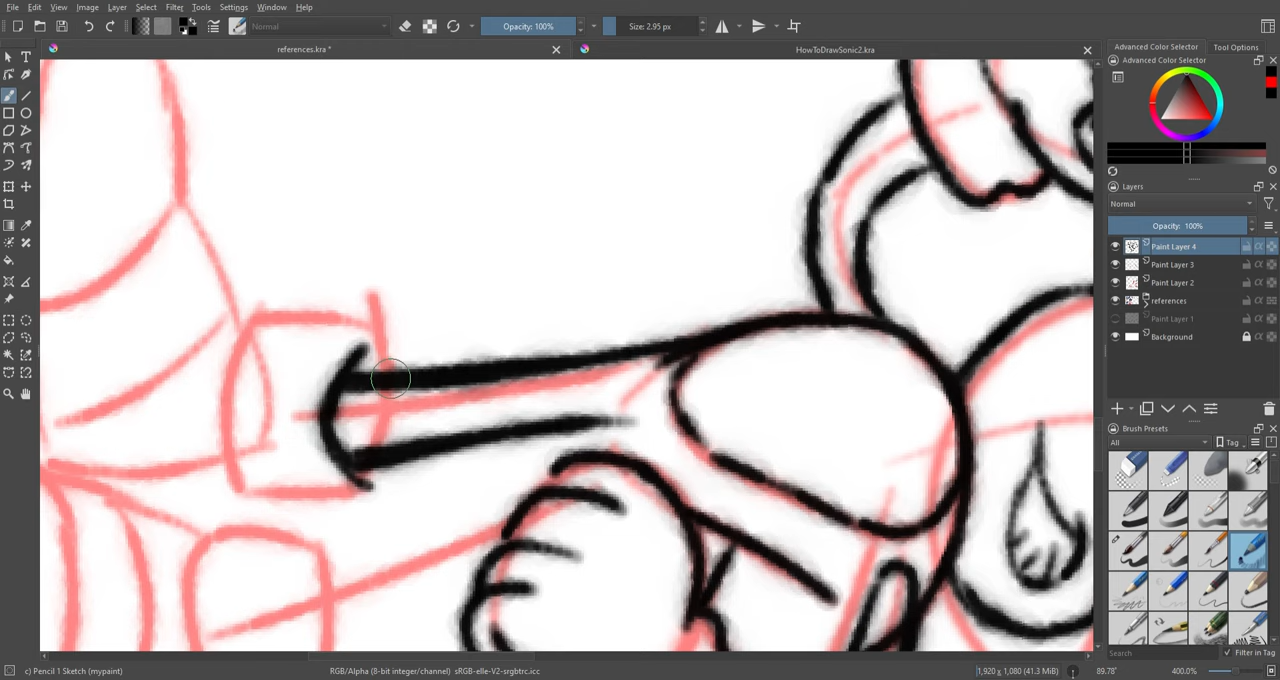 File Edit View Image Layer Select Filter Tools Settings Window Help
Normal Opacity: 100% Size: 2.95 px
references.kra * HowToDrawSonic2.kra
Advanced Color Selector Tool Options
Advanced Color Selector
Layers
Normal
Opacity: 100%
Paint Layer 4
Paint Layer 3
Paint Layer 2
references
Paint Layer 1
Background
Brush Presets
All Tag
Search Filter in Tag
c) Pencil 1 Sketch (mypaint) RGB/Alpha (8-bit integer/channel) sRGB-elle-V2-srgbtrc.icc 1,920 x 1,080 (41.3 MiB) 89.78° 400.0%